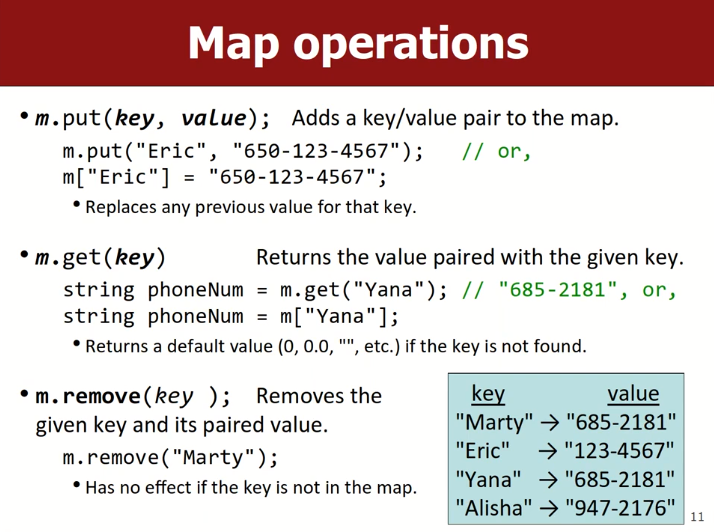 Map operations
• m.put(key, value); Adds a key/value pair to the map.
m.put("Eric", "650-123-4567"); // or,
m["Eric"] = "650-123-4567";
• Replaces any previous value for that key.
• m.get(key) Returns the value paired with the given key.
string phoneNum = m.get("Yana"); // "685-2181", or,
string phoneNum = m["Yana"];
• Returns a default value (0, 0.0, "", etc.) if the key is not found.
• m.remove(key ); Removes the
given key and its paired value.
m.remove("Marty");
• Has no effect if the key is not in the map.
key value
"Marty" → "685-2181"
"Eric" → "123-4567"
"Yana" → "685-2181"
"Alisha" → "947-2176"
11